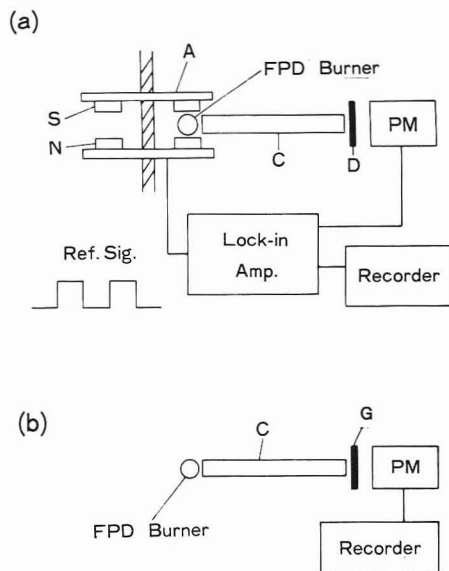 (a)
A
FPD Burner
S
N
C
D
PM
Ref. Sig.
Lock-in
Amp.
Recorder
(b)
C
G
PM
FPD Burner
Recorder